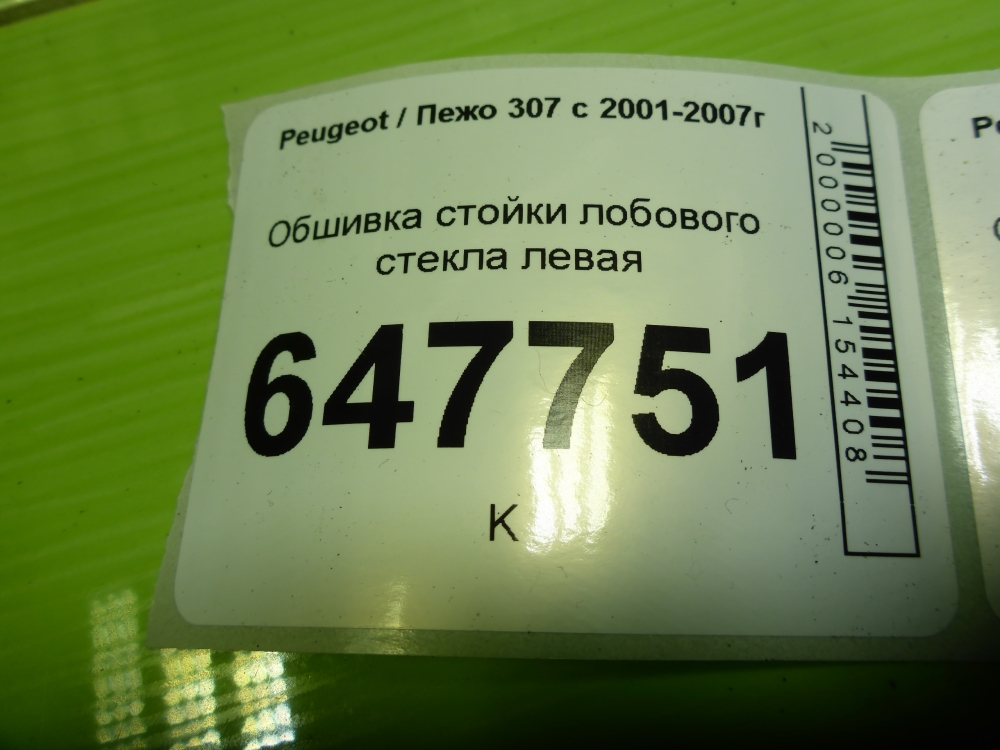 Peugeot / Пежо 307 с 2001-2007г
Обшивка стойки лобового
стекла левая
647751
К
2000006154408